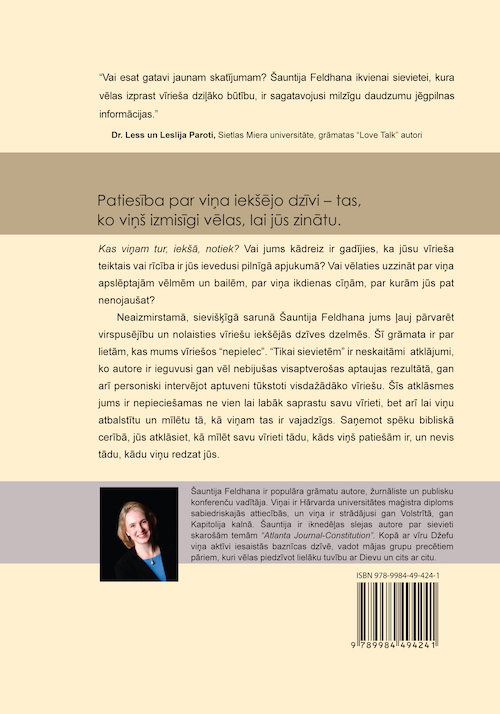 “Vai esat gatavi jaunam skatījumam? Šauntija Feldhana ikvienai sievietei, kura
vēlas izprast vīrieša dziļāko būtību, ir sagatavojusi milzīgu daudzumu jēgpilnas
informācijas.”
Dr. Less un Leslija Paroti, Sietlas Miera universitāte, grāmatas “Love Talk” autori
Patiesība par viņa iekšējo dzīvi – tas,
ko viņš izmisīgi vēlas, lai jūs zinātu.
Kas viņam tur, iekšā, notiek? Vai jums kādreiz ir gadījies, ka jūsu vīrieša
teiktais vai rīcība ir jūs ievedusi pilnīgā apjukumā? Vai vēlaties uzzināt par viņa
apslēptajām vēlmēm un bailēm, par viņa ikdienas cīņām, par kurām jūs pat
nenojaušat?
Neaizmirstamā, sievišķīgā sarunā Šauntija Feldhana jums ļauj pārvarēt
virspusējību un nolaisties vīriešu iekšējās dzīves dzelmēs. Šī grāmata ir par
lietām, kas mums vīriešos “nepielec”. “Tikai sievietēm” ir neskaitāmi atklājumi,
ko autore ir ieguvusi gan vēl nebijušas visaptverošas aptaujas rezultātā, gan
arī personiski intervējot aptuveni tūkstoti visdažādāko vīriešu. Šīs atklāsmes
jums ir nepieciešamas ne vien lai labāk saprastu savu vīrieti, bet arī lai viņu
atbalstītu un mīlētu tā, kā viņam tas ir vajadzīgs. Saņemot spēku bibliskā
cerībā, jūs atklāsiet, kā mīlēt savu vīrieti tādu, kāds viņš patiešām ir, un nevis
tādu, kādu viņu redzat jūs.
Šauntija Feldhana ir populāra grāmatu autore, žurnāliste un publisku
konferenču vadītāja. Viņai ir Hārvarda universitātes maģistra diploms
sabiedriskajās attiecībās, un viņa ir strādājusi gan Volstrītā, gan
Kapitolija kalnā. Šauntija ir iknedēļas slejas autore par sievieti
skarošām tēmām “Atlanta Journal-Constitution”. Kopā ar vīru Džefu
viņa aktīvi iesaistās baznīcas dzīvē, vadot mājas grupu precētiem
pāriem, kuri vēlas piedzīvot lielāku tuvību ar Dievu un cits ar citu.
ISBN 978-9984-49-424-1
9 789984 494241